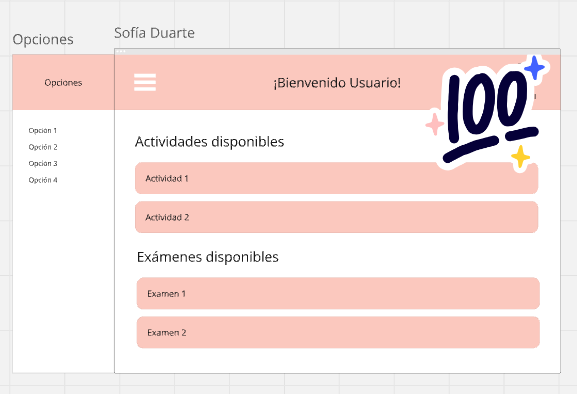 Opciones
Sofía Duarte
Opciones
¡Bienvenido Usuario!
100
Opción 1
Opción 2
Opción 3
Opción 4
Actividades disponibles
Actividad 1
Actividad 2
Exámenes disponibles
Examen 1
Examen 2